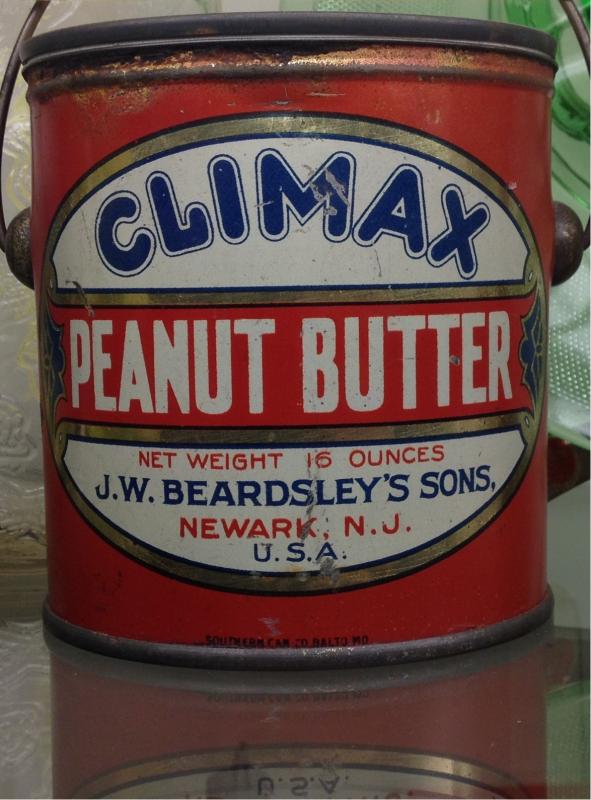 CLIMAX
PEANUT BUTTER
NET WEIGHT 16 OUNCES
J.W. BEARDSLEY'S SONS,
NEWARK, N.J.
U.S.A.
SOUTHERN CAN CO BALTO MD